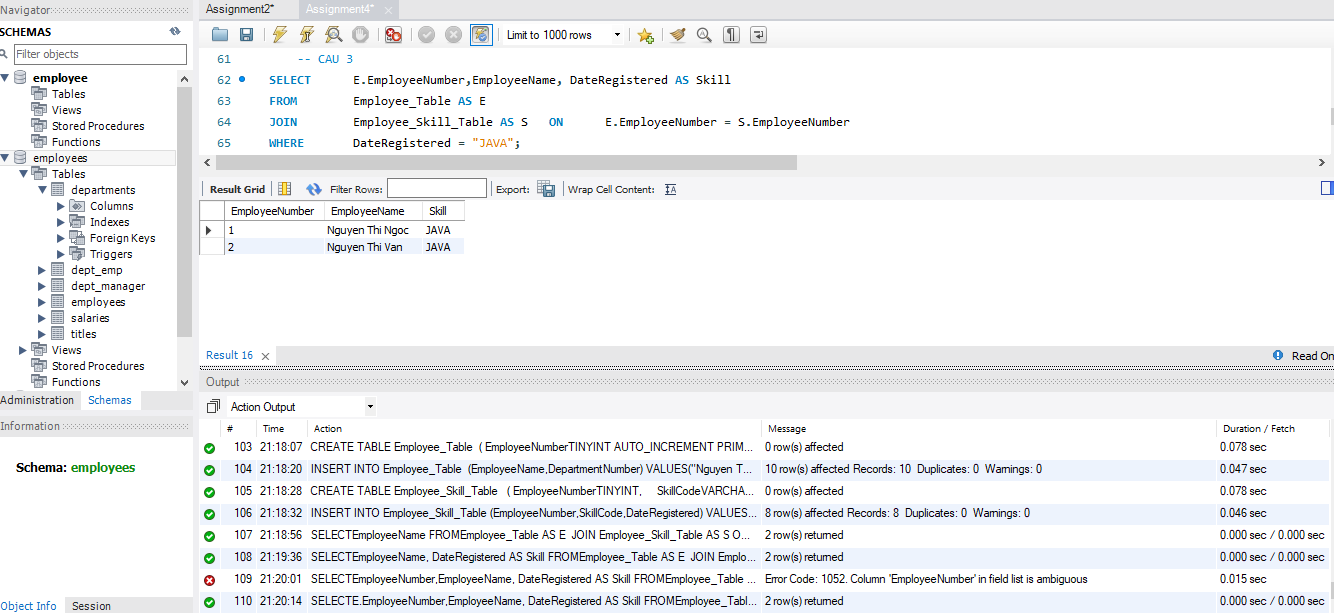 Navigator
SCHEMAS
Filter objects
employee
Tables
Views
Stored Procedures
Functions
employees
Tables
departments
Columns
Indexes
Foreign Keys
Triggers
dept_emp
dept_manager
employees
salaries
titles
Views
Stored Procedures
Functions
Administration Schemas
Information
Schema: employees
Object Info Session
Assignment2* Assignment4*
Limit to 1000 rows
61 -- CAU 3
62 SELECT E.EmployeeNumber,EmployeeName, DateRegistered AS Skill
63 FROM Employee_Table AS E
64 JOIN Employee_Skill_Table AS S ON E.EmployeeNumber = S.EmployeeNumber
65 WHERE DateRegistered = "JAVA";
Result Grid Filter Rows: Export: Wrap Cell Content:
EmployeeNumber EmployeeName Skill
1 Nguyen Thi Ngoc JAVA
2 Nguyen Thi Van JAVA
Result 16 Read On
Output
Action Output
# Time Action Message Duration / Fetch
103 21:18:07 CREATE TABLE Employee_Table ( EmployeeNumberTINYINT AUTO_INCREMENT PRIM... 0 row(s) affected 0.078 sec
104 21:18:20 INSERT INTO Employee_Table (EmployeeName,DepartmentNumber) VALUES("Nguyen T... 10 row(s) affected Records: 10 Duplicates: 0 Warnings: 0 0.047 sec
105 21:18:28 CREATE TABLE Employee_Skill_Table ( EmployeeNumberTINYINT, SkillCodeVARCHA... 0 row(s) affected 0.078 sec
106 21:18:32 INSERT INTO Employee_Skill_Table (EmployeeNumber,SkillCode,DateRegistered) VALUES... 8 row(s) affected Records: 8 Duplicates: 0 Warnings: 0 0.046 sec
107 21:18:56 SELECTEmployeeName FROMEmployee_Table AS E JOIN Employee_Skill_Table AS S O... 2 row(s) returned 0.000 sec / 0.000 sec
108 21:19:36 SELECTEmployeeName, DateRegistered AS Skill FROMEmployee_Table AS E JOIN Emplo... 2 row(s) returned 0.000 sec / 0.000 sec
109 21:20:01 SELECTEmployeeNumber,EmployeeName, DateRegistered AS Skill FROMEmployee_Table ... Error Code: 1052. Column 'EmployeeNumber' in field list is ambiguous 0.015 sec
110 21:20:14 SELECTE.EmployeeNumber,EmployeeName, DateRegistered AS Skill FROMEmployee_Tabl... 2 row(s) returned 0.000 sec / 0.000 sec